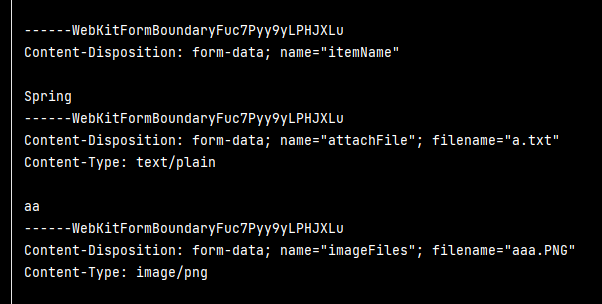 ------WebKitFormBoundaryFuc7Pyy9yLPHJXLu
Content-Disposition: form-data; name="itemName"
Spring
------WebKitFormBoundaryFuc7Pyy9yLPHJXLu
Content-Disposition: form-data; name="attachFile"; filename="a.txt"
Content-Type: text/plain
aa
------WebKitFormBoundaryFuc7Pyy9yLPHJXLu
Content-Disposition: form-data; name="imageFiles"; filename="aaa.PNG"
Content-Type: image/png